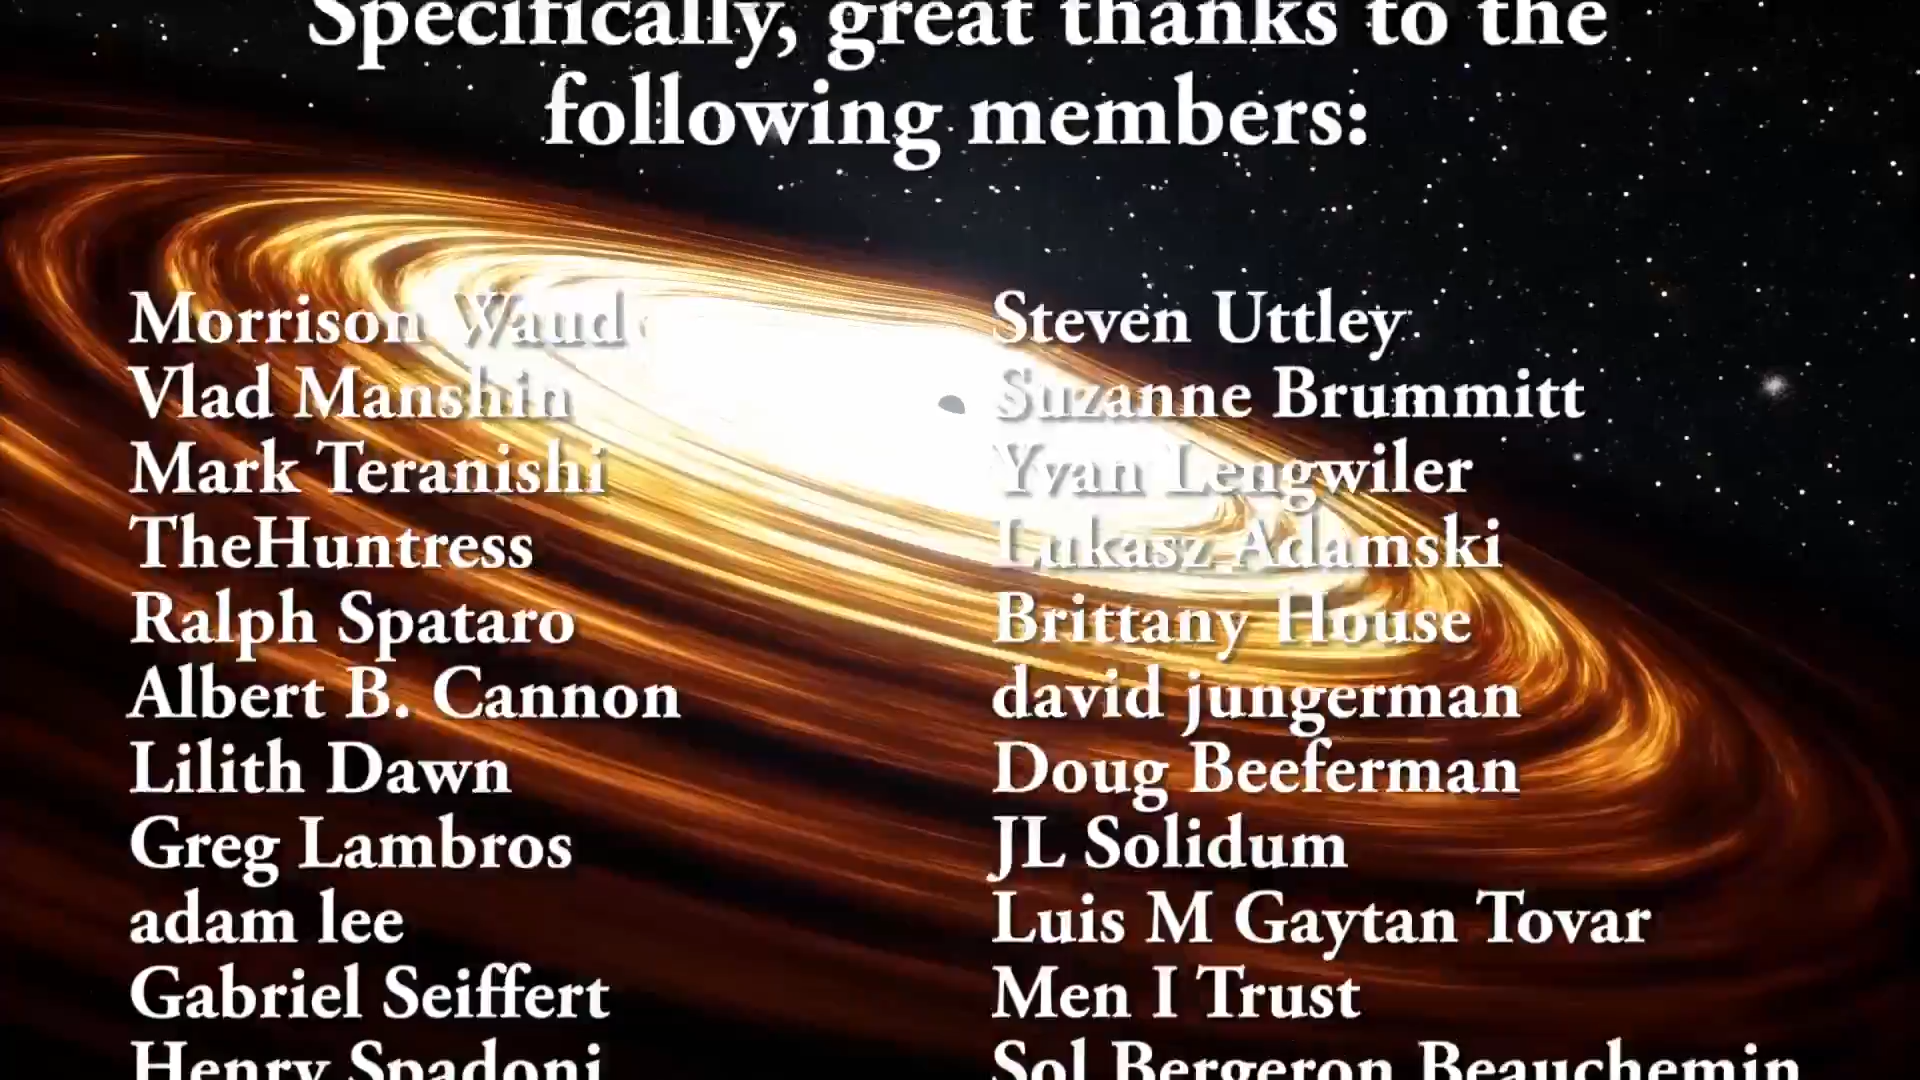 Specifically, great thanks to the
following members:
Morrison Waud
Vlad Manshin
Mark Teranishi
TheHuntress
Ralph Spataro
Albert B. Cannon
Lilith Dawn
Greg Lambros
adam lee
Gabriel Seiffert
Henry Spadoni
Steven Uttley
Suzanne Brummitt
Yvan Lengwiler
Lukasz Adamski
Brittany House
david jungerman
Doug Beeferman
JL Solidum
Luis M Gaytan Tovar
Men I Trust
Sol Bergeron Beauchemin